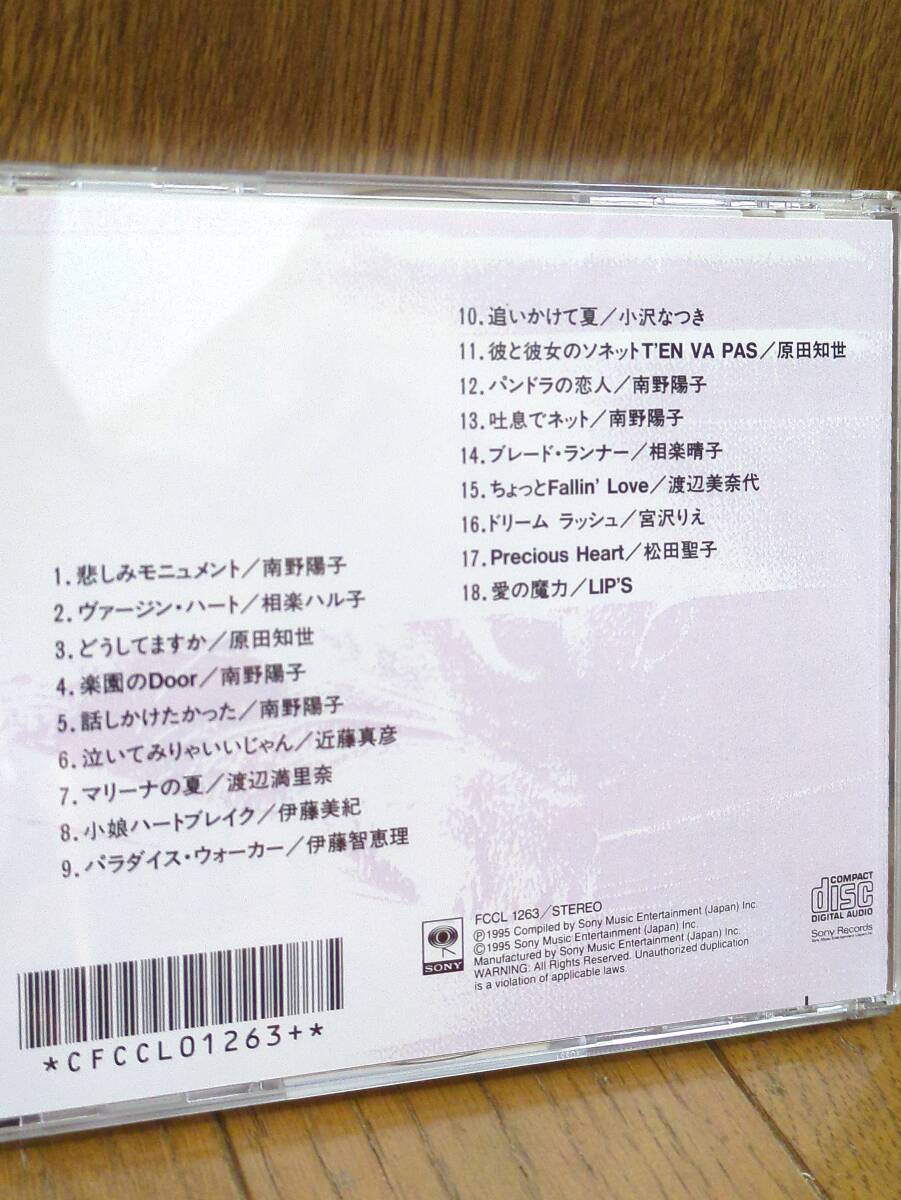 1. 悲しみモニュメント/南野陽子
2. ヴァージン・ハート/相楽ハル子
3. どうしてますか/原田知世
4. 楽園のDoor/南野陽子
5. 話しかけたかった/南野陽子
6. 泣いてみりゃいいじゃん/近藤真彦
7. マリーナの夏/渡辺満里奈
8. 小娘ハートブレイク/伊藤美紀
9. パラダイス・ウォーカー/伊藤智恵理
10. 追いかけて夏/小沢なつき
11. 彼と彼女のソネットT'EN VA PAS/原田知世
12. パンドラの恋人/南野陽子
13. 吐息でネット/南野陽子
14. ブレード・ランナー/相楽晴子
15. ちょっとFallin' Love/渡辺美奈代
16. ドリーム ラッシュ/宮沢りえ
17. Precious Heart/松田聖子
18. 愛の魔力/LIP'S
*CFCCL01263+*
SONY
FCCL 1263/STEREO
Ⓟ1995 Compiled by Sony Music Entertainment (Japan) Inc.
©1995 Sony Music Entertainment (Japan) Inc.
Manufactured by Sony Music Entertainment (Japan) Inc.
WARNING: All Rights Reserved. Unauthorized duplication
is a violation of applicable laws.
COMPACT
disc
DIGITAL AUDIO
Sony Records